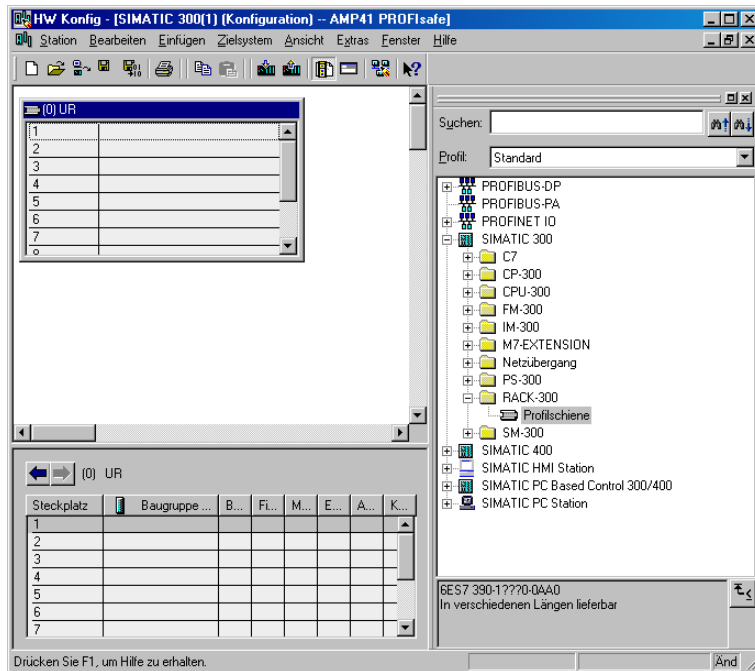 HW Konfig - [SIMATIC 300(1) (Konfiguration) -- AMP41 PROFIsafe]
Station Bearbeiten Einfügen Zielsystem Ansicht Extras Fenster Hilfe
(0) UR
1
2
3
4
5
6
7
8
Suchen:
Profil: Standard
PROFIBUS-DP
PROFIBUS-PA
PROFINET IO
SIMATIC 300
C7
CP-300
CPU-300
FM-300
IM-300
M7-EXTENSION
Netzübergang
PS-300
RACK-300
Profilschiene
SM-300
SIMATIC 400
SIMATIC HMI Station
SIMATIC PC Based Control 300/400
SIMATIC PC Station
(0) UR
Steckplatz Baugruppe ... B... Fi... M... E... A... K...
1
2
3
4
5
6
7
6ES7 390-1???0-0AA0
In verschiedenen Längen lieferbar
Drücken Sie F1, um Hilfe zu erhalten.
Änd